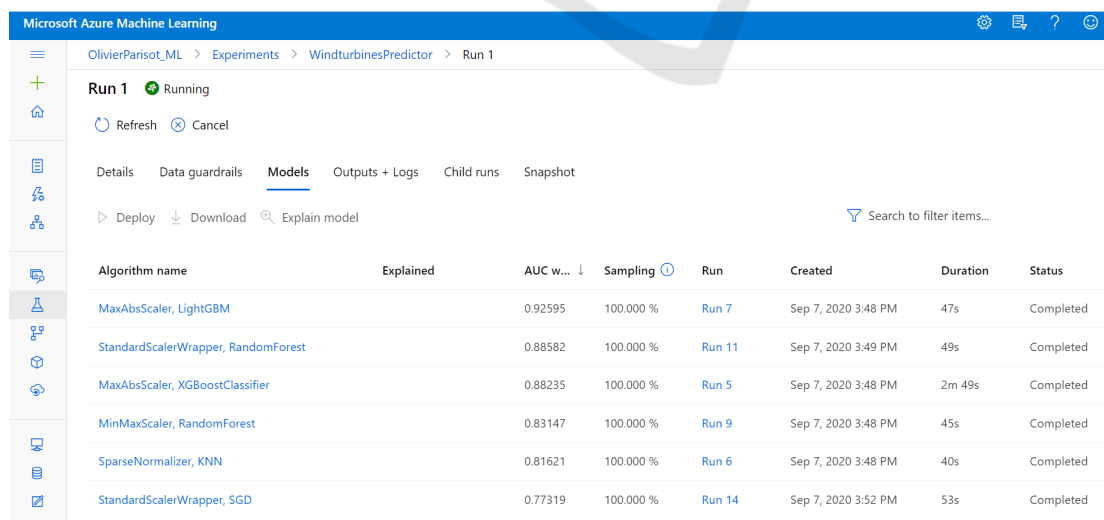 Microsoft Azure Machine Learning
OlivierParisot_ML > Experiments > WindturbinesPredictor > Run 1
Run 1 Running
Refresh Cancel
Details Data guardrails Models Outputs + Logs Child runs Snapshot
Deploy Download Explain model Search to filter items...
Algorithm name Explained AUC w... ↓ Sampling Run Created Duration Status
MaxAbsScaler, LightGBM 0.92595 100.000 % Run 7 Sep 7, 2020 3:48 PM 47s Completed
StandardScalerWrapper, RandomForest 0.88582 100.000 % Run 11 Sep 7, 2020 3:49 PM 49s Completed
MaxAbsScaler, XGBoostClassifier 0.88235 100.000 % Run 5 Sep 7, 2020 3:48 PM 2m 49s Completed
MinMaxScaler, RandomForest 0.83147 100.000 % Run 9 Sep 7, 2020 3:48 PM 45s Completed
SparseNormalizer, KNN 0.81621 100.000 % Run 6 Sep 7, 2020 3:48 PM 40s Completed
StandardScalerWrapper, SGD 0.77319 100.000 % Run 14 Sep 7, 2020 3:52 PM 53s Completed